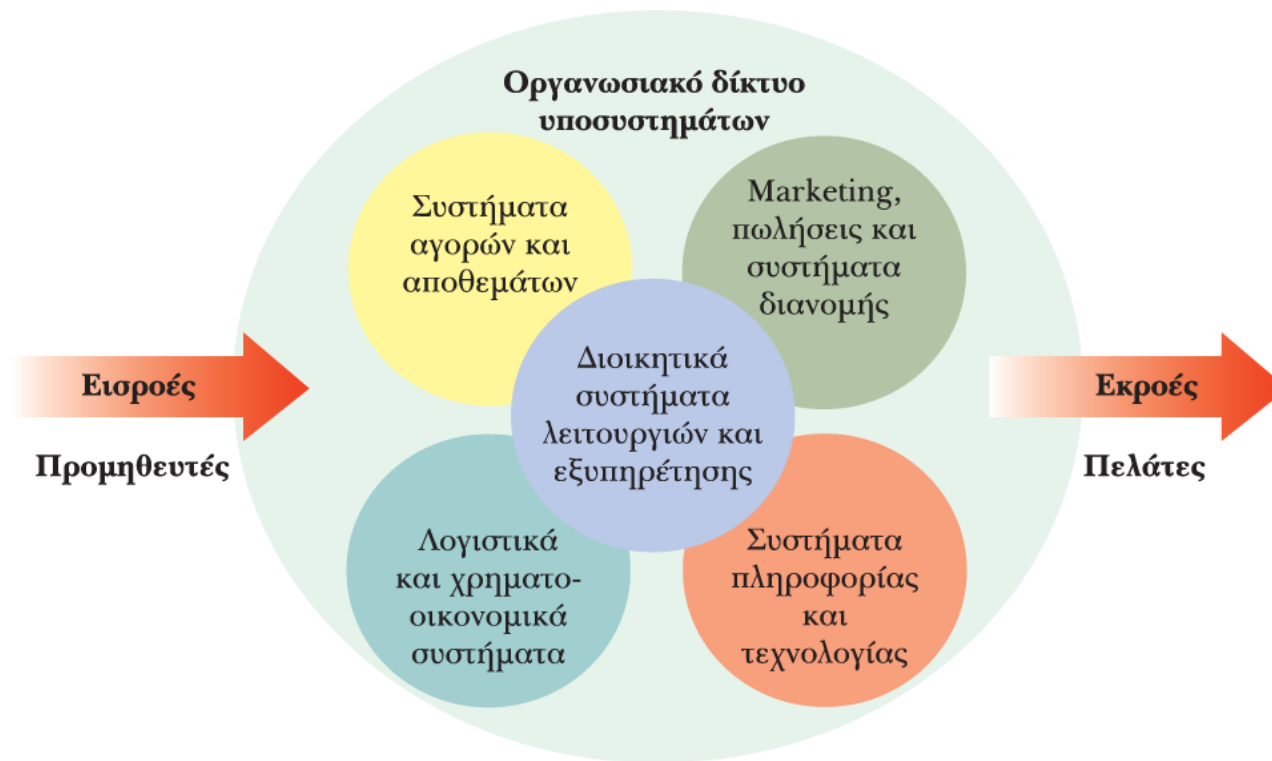 Οργανωσιακό δίκτυο
υποσυστημάτων
Συστήματα
αγορών και
αποθεμάτων
Marketing,
πωλήσεις και
συστήματα
διανομής
Εισροές
Προμηθευτές
Διοικητικά
συστήματα
λειτουργιών και
εξυπηρέτησης
Εκροές
Πελάτες
Λογιστικά
και χρηματο-
οικονομικά
συστήματα
Συστήματα
πληροφορίας
και
τεχνολογίας